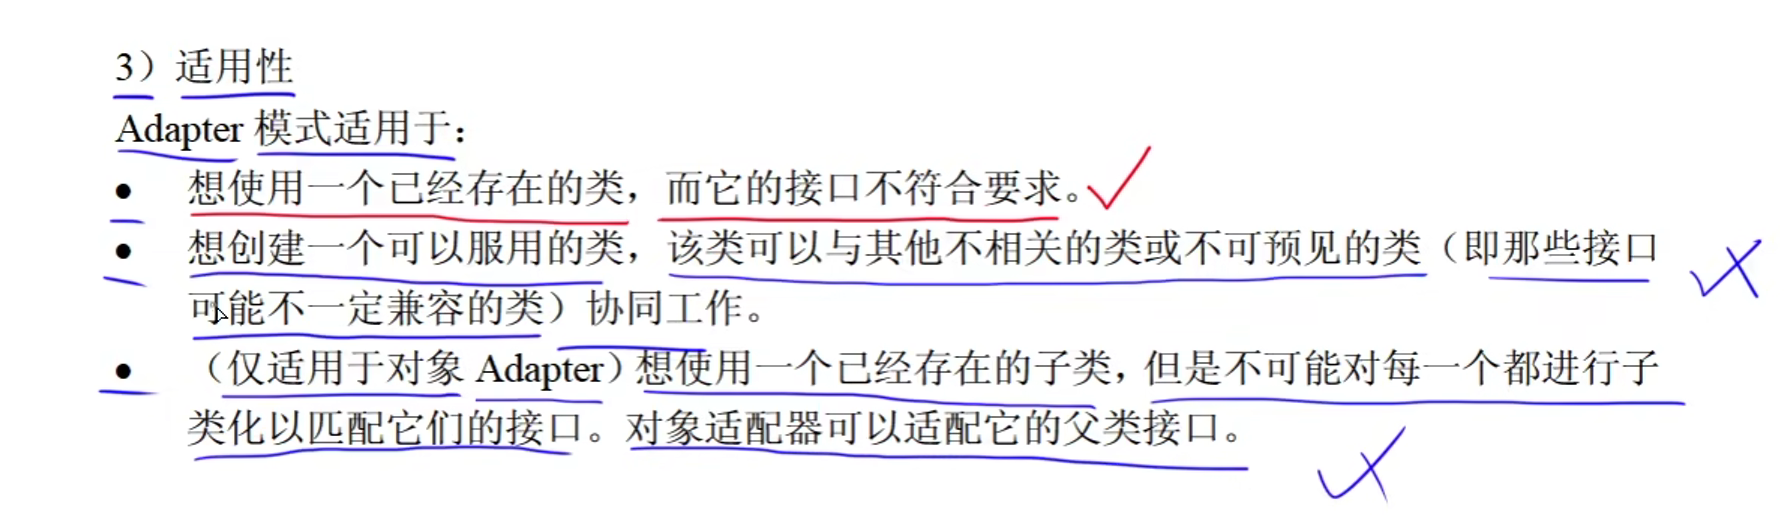 3）适用性
Adapter 模式适用于：
● 想使用一个已经存在的类，而它的接口不符合要求。
● 想创建一个可以服用的类，该类可以与其他不相关的类或不可预见的类（即那些接口
可能不一定兼容的类）协同工作。
● （仅适用于对象 Adapter）想使用一个已经存在的子类，但是不可能对每一个都进行子
类化以匹配它们的接口。对象适配器可以适配它的父类接口。